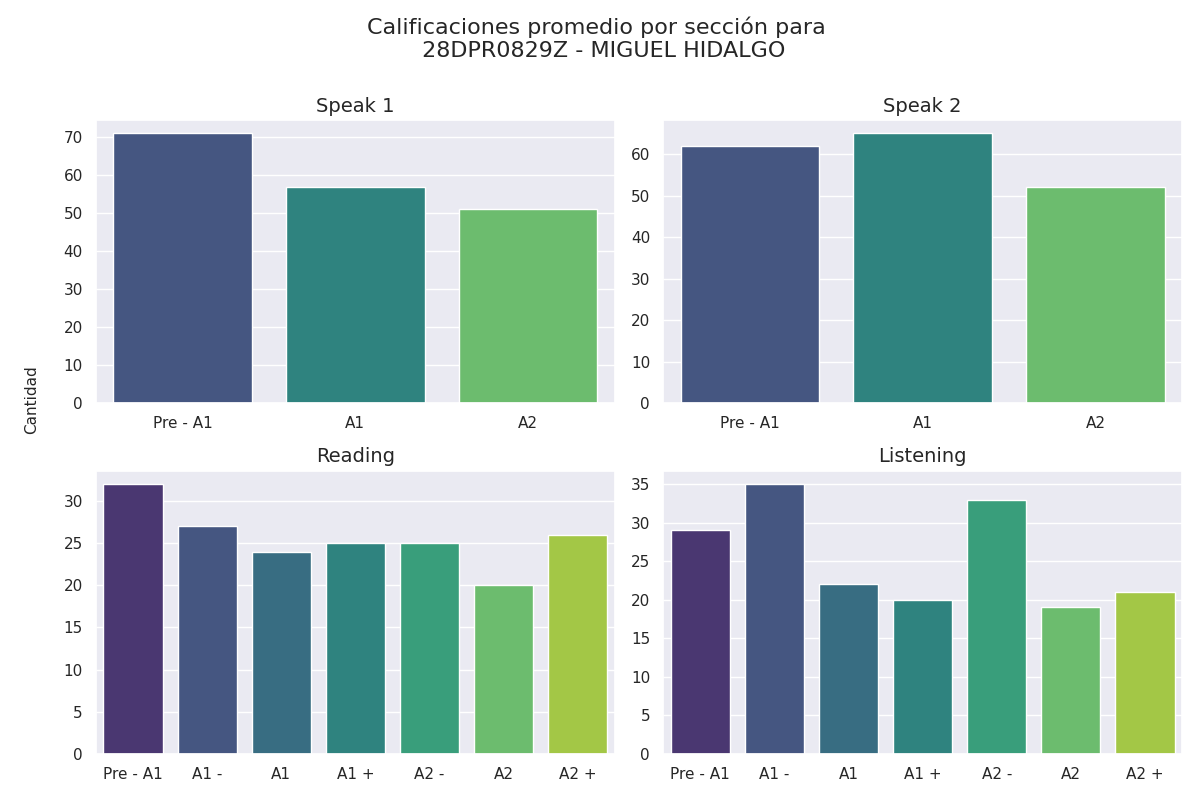 Calificaciones promedio por sección para
28DPR0829Z - MIGUEL HIDALGO
Cantidad
Speak 1
70
60
50
40
30
20
10
0
Pre - A1 A1 A2
Speak 2
60
50
40
30
20
10
0
Pre - A1 A1 A2
Reading
30
25
20
15
10
5
0
Pre - A1 A1 - A1 A1 + A2 - A2 A2 +
Listening
35
30
25
20
15
10
5
0
Pre - A1 A1 - A1 A1 + A2 - A2 A2 +